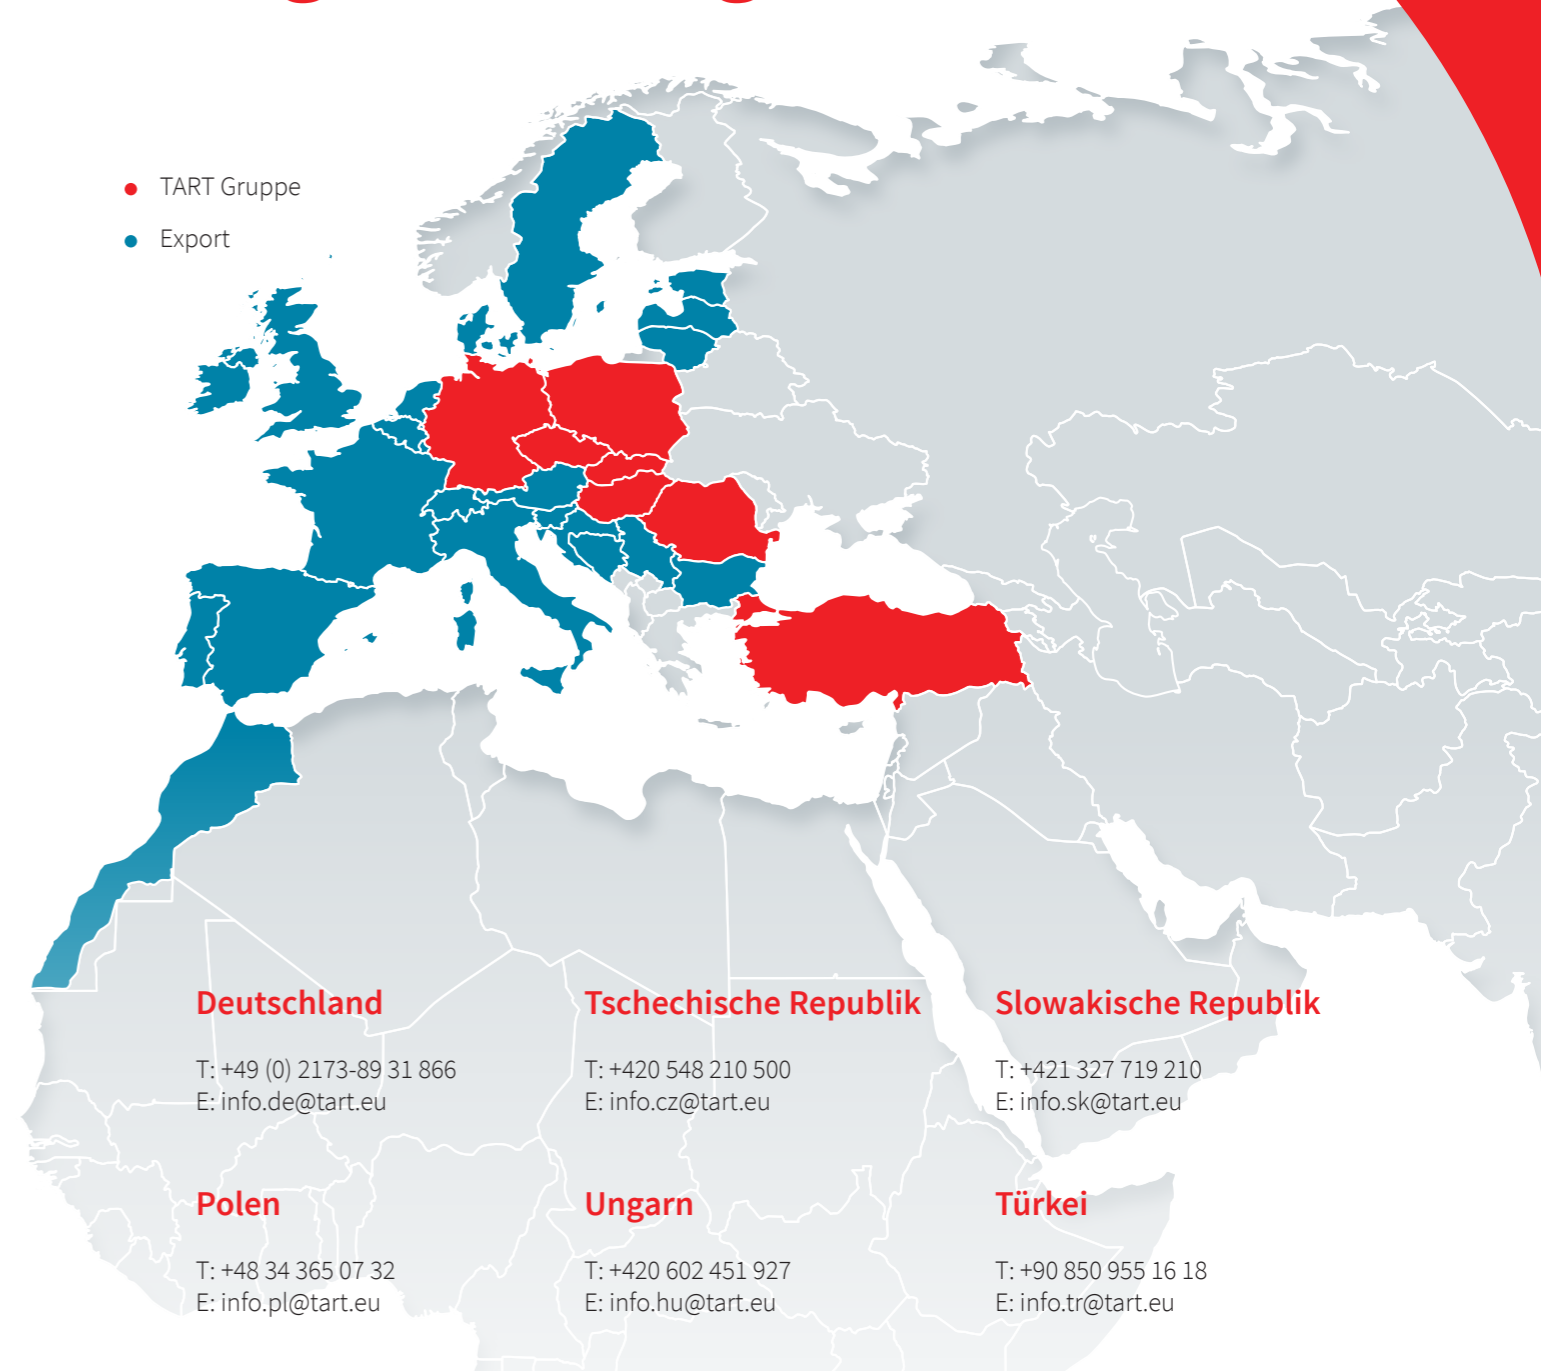 TART Gruppe
Export
Deutschland
T: +49 (0) 2173-89 31 866
E: info.de@tart.eu
Tschechische Republik
T: +420 548 210 500
E: info.cz@tart.eu
Slowakische Republik
T: +421 327 719 210
E: info.sk@tart.eu
Polen
T: +48 34 365 07 32
E: info.pl@tart.eu
Ungarn
T: +420 602 451 927
E: info.hu@tart.eu
Türkei
T: +90 850 955 16 18
E: info.tr@tart.eu